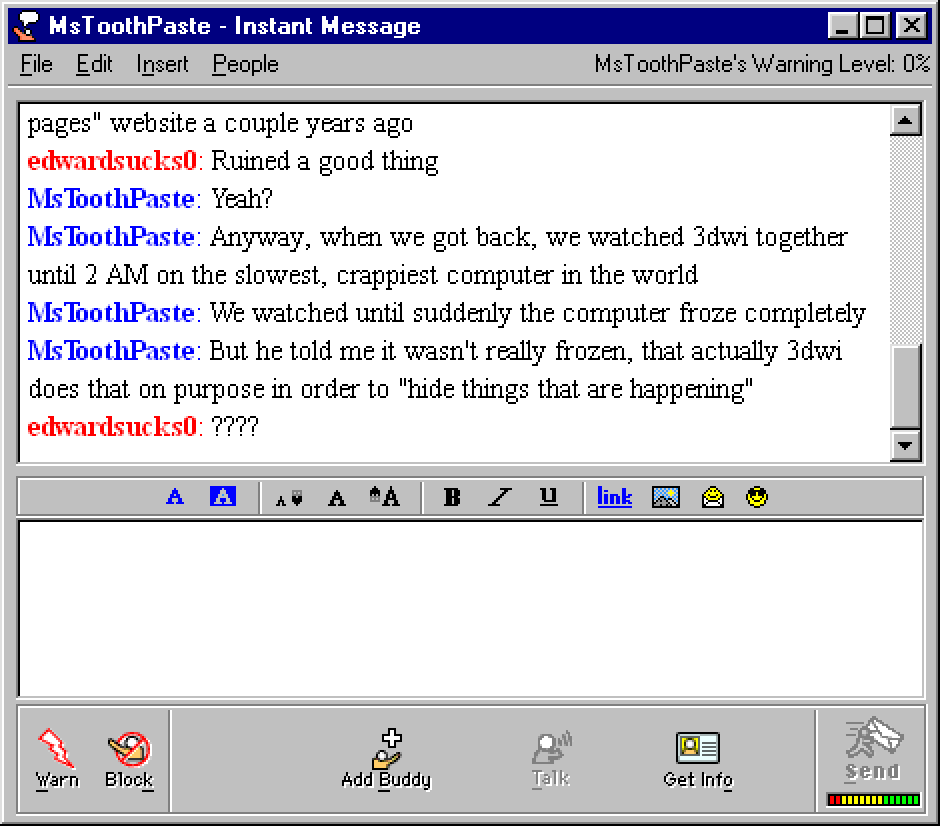 MsToothPaste - Instant Message
File Edit Insert People MsToothPaste's Warning Level: 0%
pages" website a couple years ago
edwardsucks0: Ruined a good thing
MsToothPaste: Yeah?
MsToothPaste: Anyway, when we got back, we watched 3dwi together
until 2 AM on the slowest, crappiest computer in the world
MsToothPaste: We watched until suddenly the computer froze completely
MsToothPaste: But he told me it wasn't really frozen, that actually 3dwi
does that on purpose in order to "hide things that are happening"
edwardsucks0: ????
A A A A A B I U link
Warn Block Add Buddy Talk Get Info Send